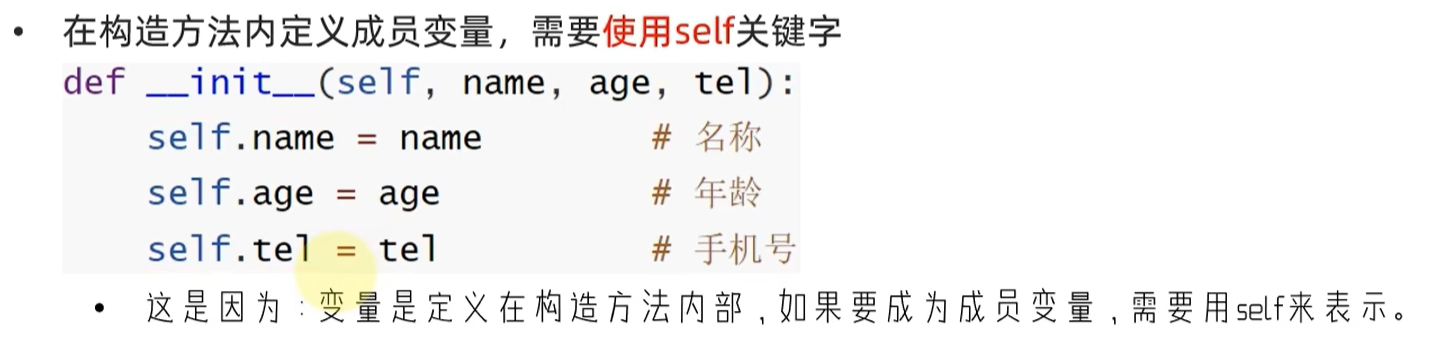 • 在构造方法内定义成员变量，需要使用self关键字
def __init__(self, name, age, tel):
    self.name = name        # 名称
    self.age = age          # 年龄
    self.tel = tel          # 手机号
• 这是因为：变量是定义在构造方法内部，如果要成为成员变量，需要用self来表示。